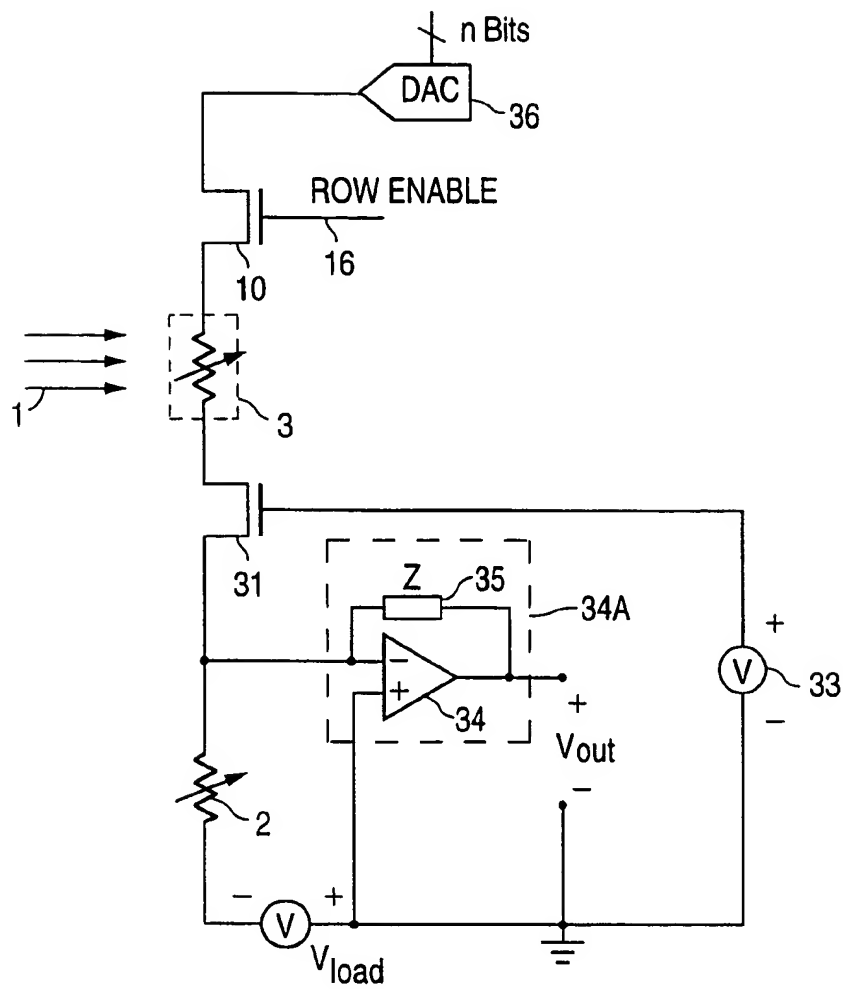 n Bits
DAC
36
ROW ENABLE
16
10
1
3
31
Z
35
34A
−
+
34
+
V
33
−
+
Vout
−
2
−
+
V
Vload